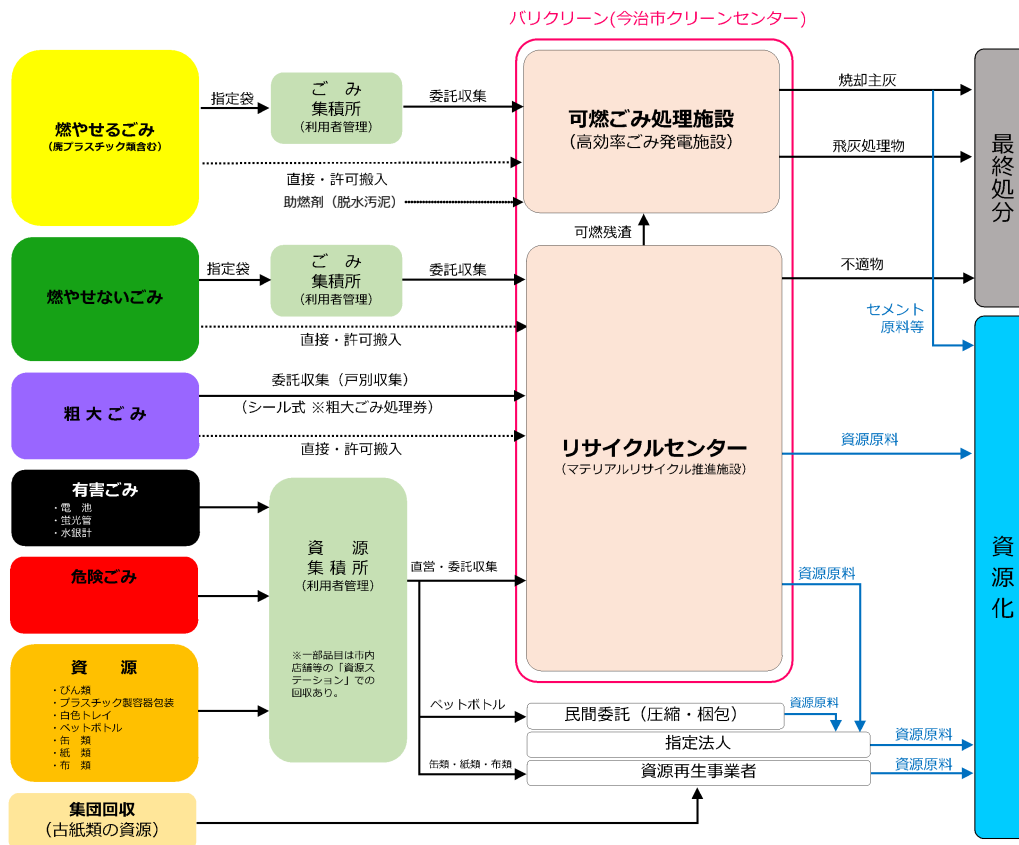 バリクリーン(今治市クリーンセンター)
燃やせるごみ
(廃プラスチック類含む)
指定袋
ご　み
集積所
(利用者管理)
委託収集
直接・許可搬入
助燃剤（脱水汚泥）
可燃ごみ処理施設
(高効率ごみ発電施設)
焼却主灰
飛灰処理物
最終処分
可燃残渣
燃やせないごみ
指定袋
ご　み
集積所
(利用者管理)
委託収集
直接・許可搬入
不適物
セメント
原料等
粗 大 ご み
委託収集（戸別収集）
(シール式 ※粗大ごみ処理券)
直接・許可搬入
リサイクルセンター
(マテリアルリサイクル推進施設)
資源原料
有害ごみ
・電　池
・蛍光管
・水銀計
危険ごみ
資　源
集 積 所
(利用者管理)
※一部品目は市内
店舗等の「資源ス
テーション」での
回収あり。
直営・委託収集
資源原料
資源化
資　源
・びん類
・プラスチック製容器包装
・白色トレイ
・ペットボトル
・缶　類
・紙　類
・布　類
ペットボトル
民間委託（圧縮・梱包）
資源原料
指定法人
資源原料
缶類・紙類・布類
資源再生事業者
資源原料
集団回収
(古紙類の資源)